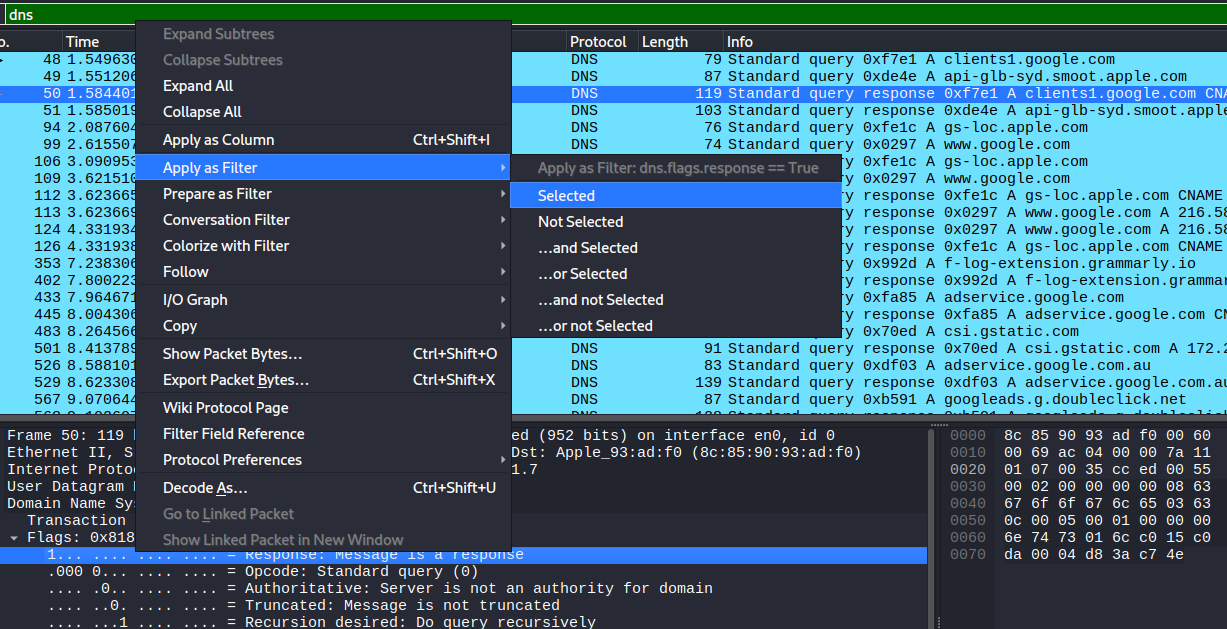 dns
o. Time Protocol Length Info
48 1.549630 DNS 79 Standard query 0xf7e1 A clients1.google.com
49 1.551206 DNS 87 Standard query 0xde4e A api-glb-syd.smoot.apple.com
50 1.584401 DNS 119 Standard query response 0xf7e1 A clients1.google.com CNA
51 1.585019 DNS 103 Standard query response 0xde4e A api-glb-syd.smoot.apple
94 2.087604 DNS 76 Standard query 0xfe1c A gs-loc.apple.com
99 2.615507 DNS 74 Standard query 0x0297 A www.google.com
106 3.090953 ry 0xfe1c A gs-loc.apple.com
109 3.621510 ry 0x0297 A www.google.com
112 3.623665 ry response 0xfe1c A gs-loc.apple.com CNAME
113 3.623669 ry response 0x0297 A www.google.com A 216.58
124 4.331934 ry response 0x0297 A www.google.com A 216.58
126 4.331938 ry response 0xfe1c A gs-loc.apple.com CNAME
353 7.238306 ry 0x992d A f-log-extension.grammarly.io
402 7.800223 ry response 0x992d A f-log-extension.grammar
433 7.964671 ry 0xfa85 A adservice.google.com
445 8.004306 ry response 0xfa85 A adservice.google.com CN
483 8.264566 ry 0x70ed A csi.gstatic.com
501 8.413789 DNS 91 Standard query response 0x70ed A csi.gstatic.com A 172.2
526 8.588101 DNS 83 Standard query 0xdf03 A adservice.google.com.au
529 8.623308 DNS 139 Standard query response 0xdf03 A adservice.google.com.au
567 9.070644 DNS 87 Standard query 0xb591 A googleads.g.doubleclick.net
Expand Subtrees
Collapse Subtrees
Expand All
Collapse All
Apply as Column Ctrl+Shift+I
Apply as Filter
Prepare as Filter
Conversation Filter
Colorize with Filter
Follow
I/O Graph
Copy
Show Packet Bytes... Ctrl+Shift+O
Export Packet Bytes... Ctrl+Shift+X
Wiki Protocol Page
Filter Field Reference
Protocol Preferences
Decode As... Ctrl+Shift+U
Go to Linked Packet
Show Linked Packet in New Window
Apply as Filter: dns.flags.response == True
Selected
Not Selected
...and Selected
...or Selected
...and not Selected
...or not Selected
Frame 50: 119 ed (952 bits) on interface en0, id 0
Ethernet II, S Dst: Apple_93:ad:f0 (8c:85:90:93:ad:f0)
Internet Proto 1.7
User Datagram
Domain Name Sys
Transaction
Flags: 0x818
1... .... .... .... = Response: Message is a response
.000 0... .... .... = Opcode: Standard query (0)
.... .0.. .... .... = Authoritative: Server is not an authority for domain
.... ..0. .... .... = Truncated: Message is not truncated
.... ...1 .... .... = Recursion desired: Do query recursively
0000 8c 85 90 93 ad f0 00 60
0010 00 69 ac 04 00 00 7a 11
0020 01 07 00 35 cc ed 00 55
0030 00 02 00 00 00 00 08 63
0040 67 6f 6f 67 6c 65 03 63
0050 0c 00 05 00 01 00 00 00
0060 6e 74 73 01 6c c0 15 c0
0070 da 00 04 d8 3a c7 4e